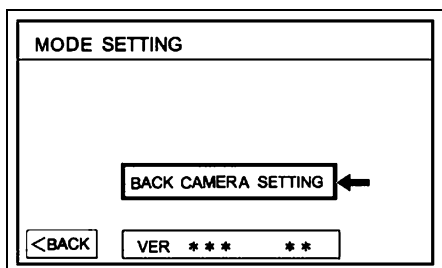 MODE SETTING
BACK CAMERA SETTING
<BACK
VER *** **